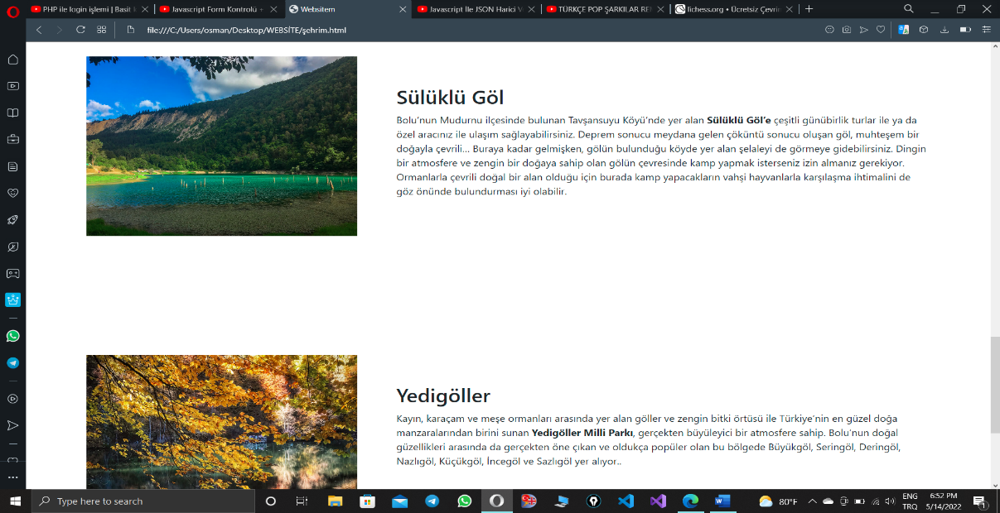 PHP ile login işlemi | Basit
Javascript Form Kontrolü -
Websitem
Javascript İle JSON Harici V
TÜRKÇE POP ŞARKILAR RE
lichess.org • Ücretsiz Çevrim
file:///C:/Users/osman/Desktop/WEBSİTE/şehrim.html
Sülüklü Göl
Bolu’nun Mudurnu ilçesinde bulunan Tavşansuyu Köyü’nde yer alan Sülüklü Göl’e çeşitli günübirlik turlar ile ya da
özel aracınız ile ulaşım sağlayabilirsiniz. Deprem sonucu meydana gelen çöküntü sonucu oluşan göl, muhteşem bir
doğayla çevrili... Buraya kadar gelmişken, gölün bulunduğu köyde yer alan şelaleyi de görmeye gidebilirsiniz. Dingin
bir atmosfere ve zengin bir doğaya sahip olan gölün çevresinde kamp yapmak isterseniz izin almanız gerekiyor.
Ormanlarla çevrili doğal bir alan olduğu için burada kamp yapacakların vahşi hayvanlarla karşılaşma ihtimalini de
göz önünde bulundurması iyi olabilir.
Yedigöller
Kayın, karaçam ve meşe ormanları arasında yer alan göller ve zengin bitki örtüsü ile Türkiye’nin en güzel doğa
manzaralarından birini sunan Yedigöller Milli Parkı, gerçekten büyüleyici bir atmosfere sahip. Bolu’nun doğal
güzellikleri arasında da gerçekten öne çıkan ve oldukça popüler olan bu bölgede Büyükgöl, Seringöl, Deringöl,
Nazlıgöl, Küçükgöl, İncegöl ve Sazlıgöl yer alıyor..
Type here to search
80°F
ENG
TRQ
6:52 PM
5/14/2022
1